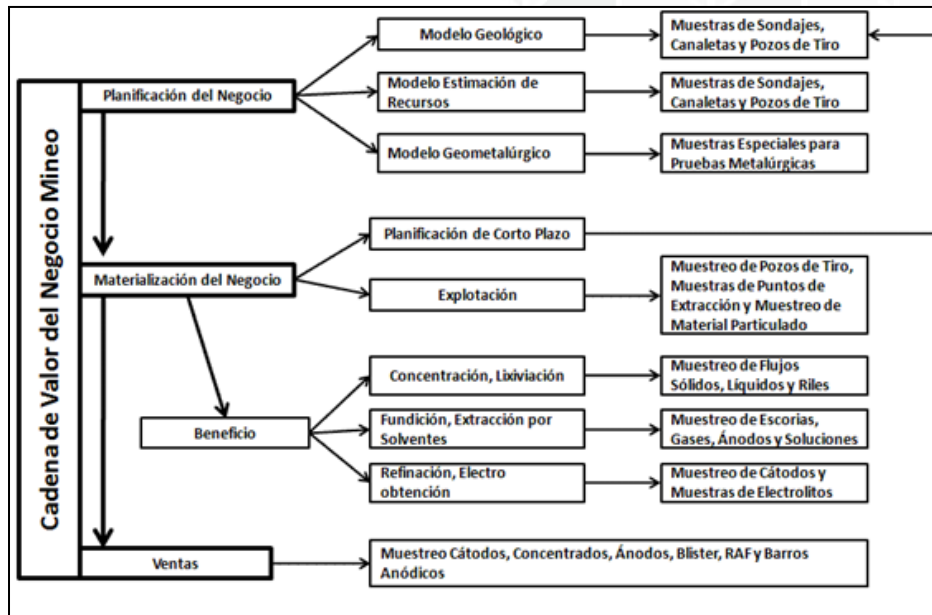 Cadena de Valor del Negocio Mineo
Planificación del Negocio
Modelo Geológico
Muestras de Sondajes,
Canaletas y Pozos de Tiro
Modelo Estimación de
Recursos
Muestras de Sondajes,
Canaletas y Pozos de Tiro
Modelo Geometalúrgico
Muestras Especiales para
Pruebas Metalúrgicas
Materialización del Negocio
Planificación de Corto Plazo
Explotación
Muestreo de Pozos de Tiro,
Muestras de Puntos de
Extracción y Muestreo de
Material Particulado
Beneficio
Concentración, Lixiviación
Muestreo de Flujos
Sólidos, Líquidos y Riles
Fundición, Extracción por
Solventes
Muestreo de Escorias,
Gases, Ánodos y Soluciones
Refinación, Electro
obtención
Muestreo de Cátodos y
Muestras de Electrolitos
Ventas
Muestreo Cátodos, Concentrados, Ánodos, Blister, RAF y Barros
Anódicos